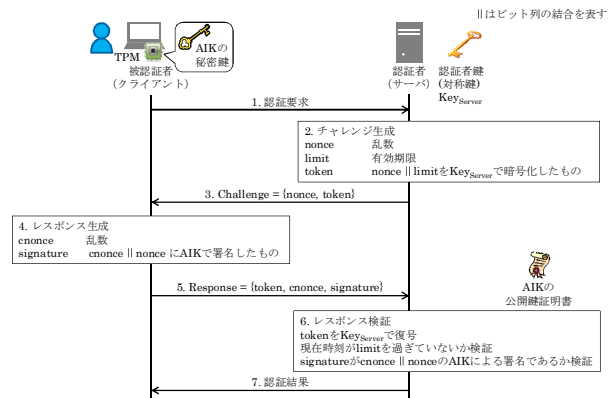 ||はビット列の結合を表す
TPM
AIKの
秘密鍵
被認証者
(クライアント)
認証者
(サーバ)
認証者鍵
(対称鍵)
KeyServer
1. 認証要求
2. チャレンジ生成
nonce 乱数
limit 有効期限
token nonce || limitをKeyServerで暗号化したもの
3. Challenge = {nonce, token}
4. レスポンス生成
cnonce 乱数
signature cnonce || nonce にAIKで署名したもの
5. Response = {token, cnonce, signature}
AIKの
公開鍵証明書
6. レスポンス検証
tokenをKeyServerで復号
現在時刻がlimitを過ぎていないか検証
signatureがcnonce || nonceのAIKによる署名であるか検証
7. 認証結果